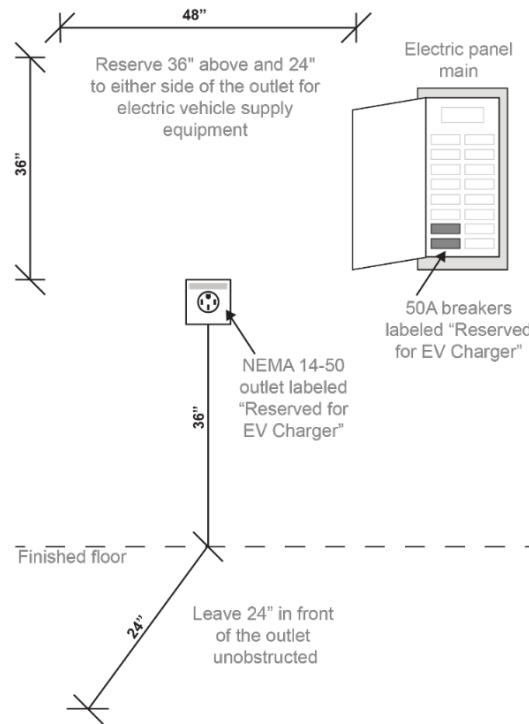 48”
Reserve 36" above and 24"
to either side of the outlet for
electric vehicle supply
equipment
Electric panel
main
36”
50A breakers
labeled “Reserved
for EV Charger”
NEMA 14-50
outlet labeled
“Reserved for
EV Charger”
36”
Finished floor
24”
Leave 24” in front
of the outlet
unobstructed